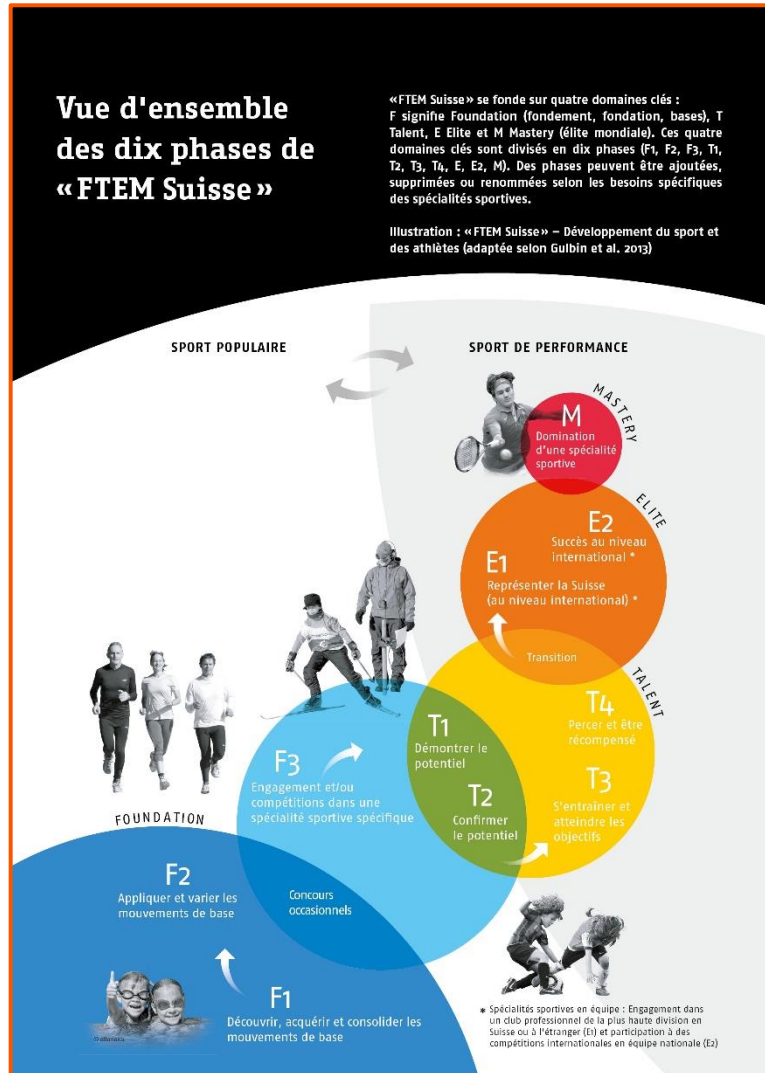 Vue d'ensemble
des dix phases de
«FTEM Suisse»
«FTEM Suisse» se fonde sur quatre domaines clés :
F signifie Foundation (fondement, fondation, bases), T
Talent, E Elite et M Mastery (élite mondiale). Ces quatre
domaines clés sont divisés en dix phases (F1, F2, F3, T1,
T2, T3, T4, E, E2, M). Des phases peuvent être ajoutées,
supprimées ou renommées selon les besoins spécifiques
des spécialités sportives.
Illustration : «FTEM Suisse» – Développement du sport et
des athlètes (adaptée selon Gulbin et al. 2013)
SPORT POPULAIRE
SPORT DE PERFORMANCE
MASTERY
M
Domination
d'une spécialité
sportive
ELITE
E2
Succès au niveau
international *
E1
Représenter la Suisse
(au niveau international) *
Transition
TALENT
T4
Percer et être
récompensé
T1
Démontrer le
potentiel
F3
Engagement et/ou
compétitions dans une
spécialité sportive spécifique
T3
S'entraîner et
atteindre les
objectifs
T2
Confirmer
le potentiel
FOUNDATION
F2
Appliquer et varier les
mouvements de base
Concours
occasionnels
F1
Découvrir, acquérir et consolider les
mouvements de base
* Spécialités sportives en équipe : Engagement dans
un club professionnel de la plus haute division en
Suisse ou à l'étranger (E1) et participation à des
compétitions internationales en équipe nationale (E2)